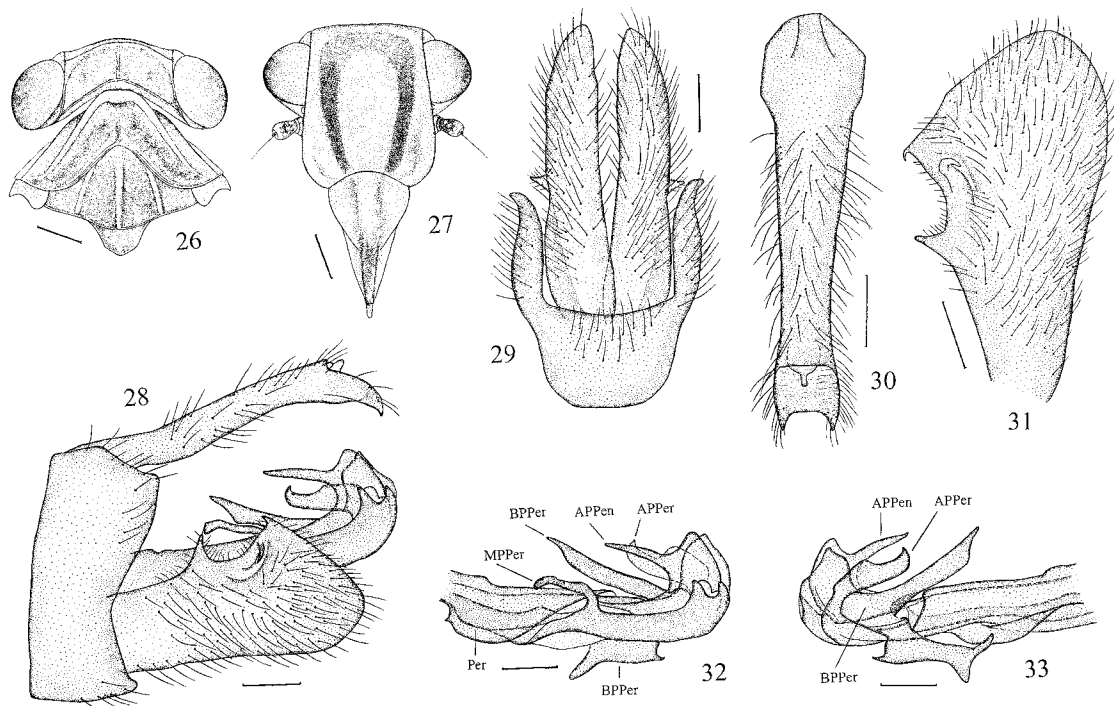 26
27
29
30
31
28
BPPer APPen APPer
MPPer
Per
BPPer
32
APPen APPer
BPPer
33